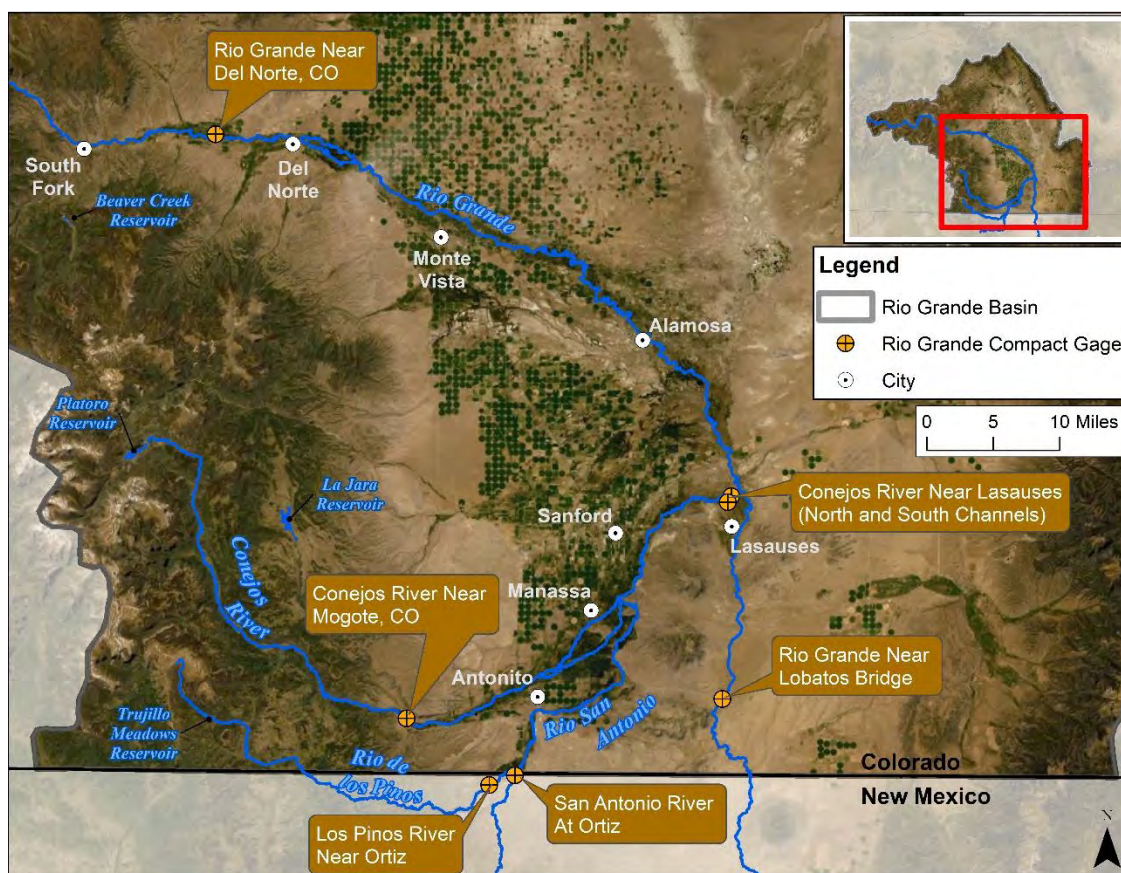 Rio Grande Near
Del Norte, CO
South
Fork
Del
Norte
Beaver Creek
Reservoir
Rio Grande
Monte
Vista
Alamosa
Legend
Rio Grande Basin
Rio Grande Compact Gage
City
0 5 10 Miles
Platoro
Reservoir
La Jara
Reservoir
Conejos
River
Conejos River Near
Lasauses
(North and South Channels)
Sanford
Lasauses
Manassa
Conejos River Near
Mogote, CO
Antonito
Rio San
Antonio
Rio Grande Near
Lobatos Bridge
Trujillo
Meadows
Reservoir
Rio de
los Pinos
Colorado
New Mexico
San Antonio River
At Ortiz
Los Pinos River
Near Ortiz
N